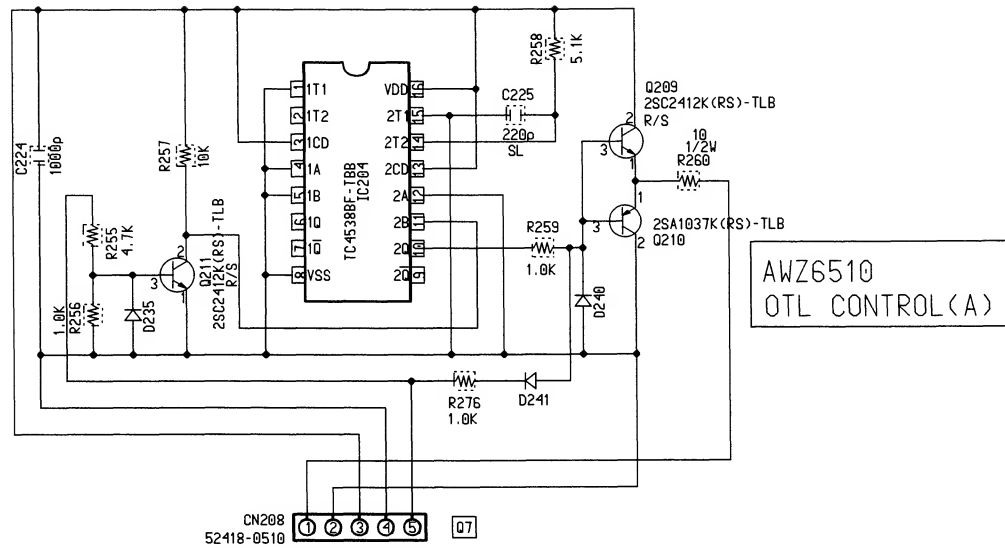 C224
1000p
R257
10K
R255
4.7K
R256
1.0K
D235
Q211
2SC2412K(RS)-TLB
R/S
1
2
3
1 1T1
2 1T2
3 1CD
4 1A
5 1B
6 1Q
7 1Q̅
8 VSS
TC4538BF-TBB
IC204
VDD 16
2T1 15
2T2 14
2CD 13
2A 12
2B 11
2Q 10
2Q̅ 9
C225
220p
SL
R258
5.1K
Q209
2SC2412K(RS)-TLB
R/S
2
3
1
10
1/2W
R260
1
3
2
2SA1037K(RS)-TLB
Q210
R259
1.0K
D240
D241
R276
1.0K
AWZ6510
OTL CONTROL(A)
CN208
52418-0510
1 2 3 4 5
Q7